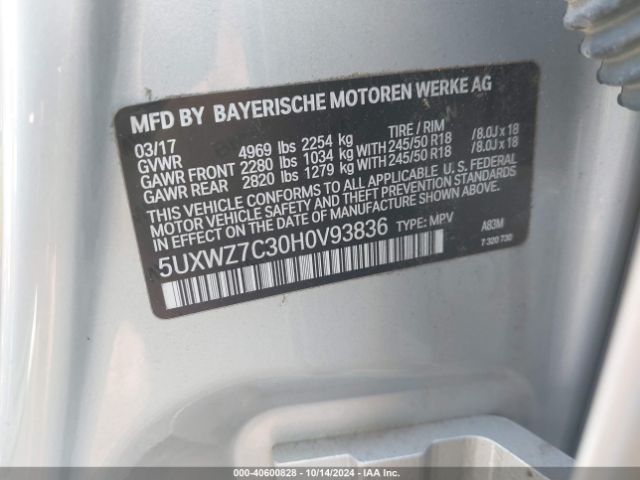 MFD BY BAYERISCHE MOTOREN WERKE AG
03/17 TIRE / RIM
GVWR 4969 lbs 2254 kg
GAWR FRONT 2280 lbs 1034 kg WITH 245/50 R18 / 8.0J x 18
GAWR REAR 2820 lbs 1279 kg WITH 245/50 R18 / 8.0J x 18
THIS VEHICLE CONFORMS TO ALL APPLICABLE U. S. FEDERAL
MOTOR VEHICLE SAFETY AND THEFT PREVENTION STANDARDS
IN EFFECT ON THE DATE OF MANUFACTURE SHOWN ABOVE.
5UXWZ7C30H0V93836 TYPE: MPV A83M
7 320 730
000-40600828 - 10/14/2024 - IAA Inc.